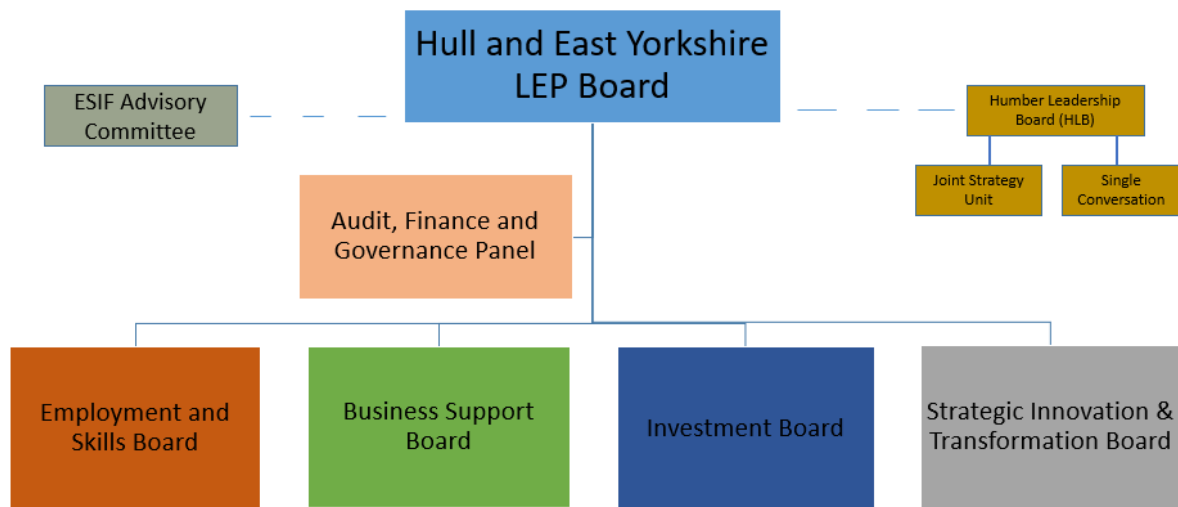 Hull and East Yorkshire
LEP Board
ESIF Advisory
Committee
Humber Leadership
Board (HLB)
Joint Strategy
Unit
Single
Conversation
Audit, Finance and
Governance Panel
Employment and
Skills Board
Business Support
Board
Investment Board
Strategic Innovation &
Transformation Board